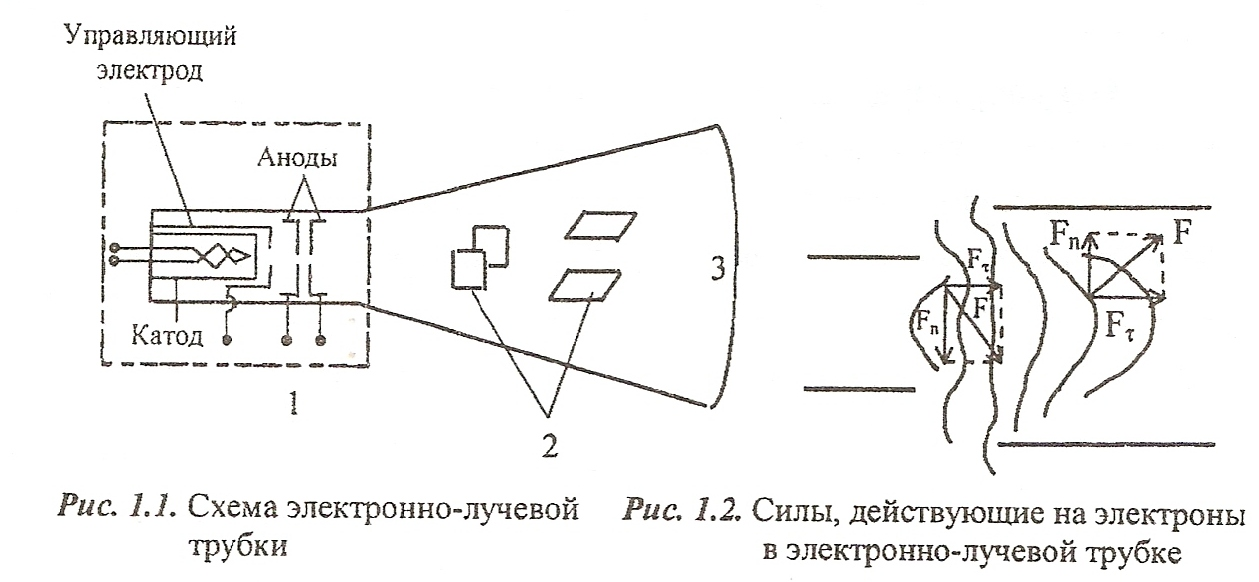 Управляющий
электрод
Аноды
Катод
1
2
3
Fn
F
Fτ
Fτ
F
Fn
Рис. 1.1. Схема электронно-лучевой
трубки
Рис. 1.2. Силы, действующие на электроны
в электронно-лучевой трубке